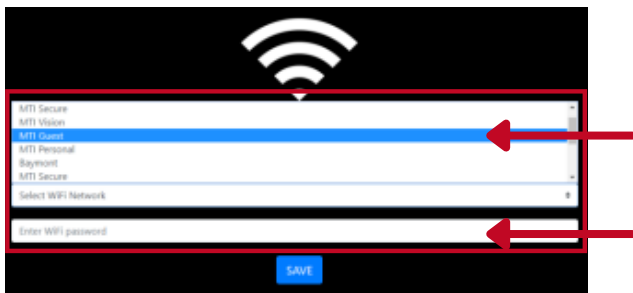 MTI Secure
MTI Vision
MTI Guest
MTI Personal
Baymont
MTI Secure
Select WiFi Network
Enter WiFi password
SAVE